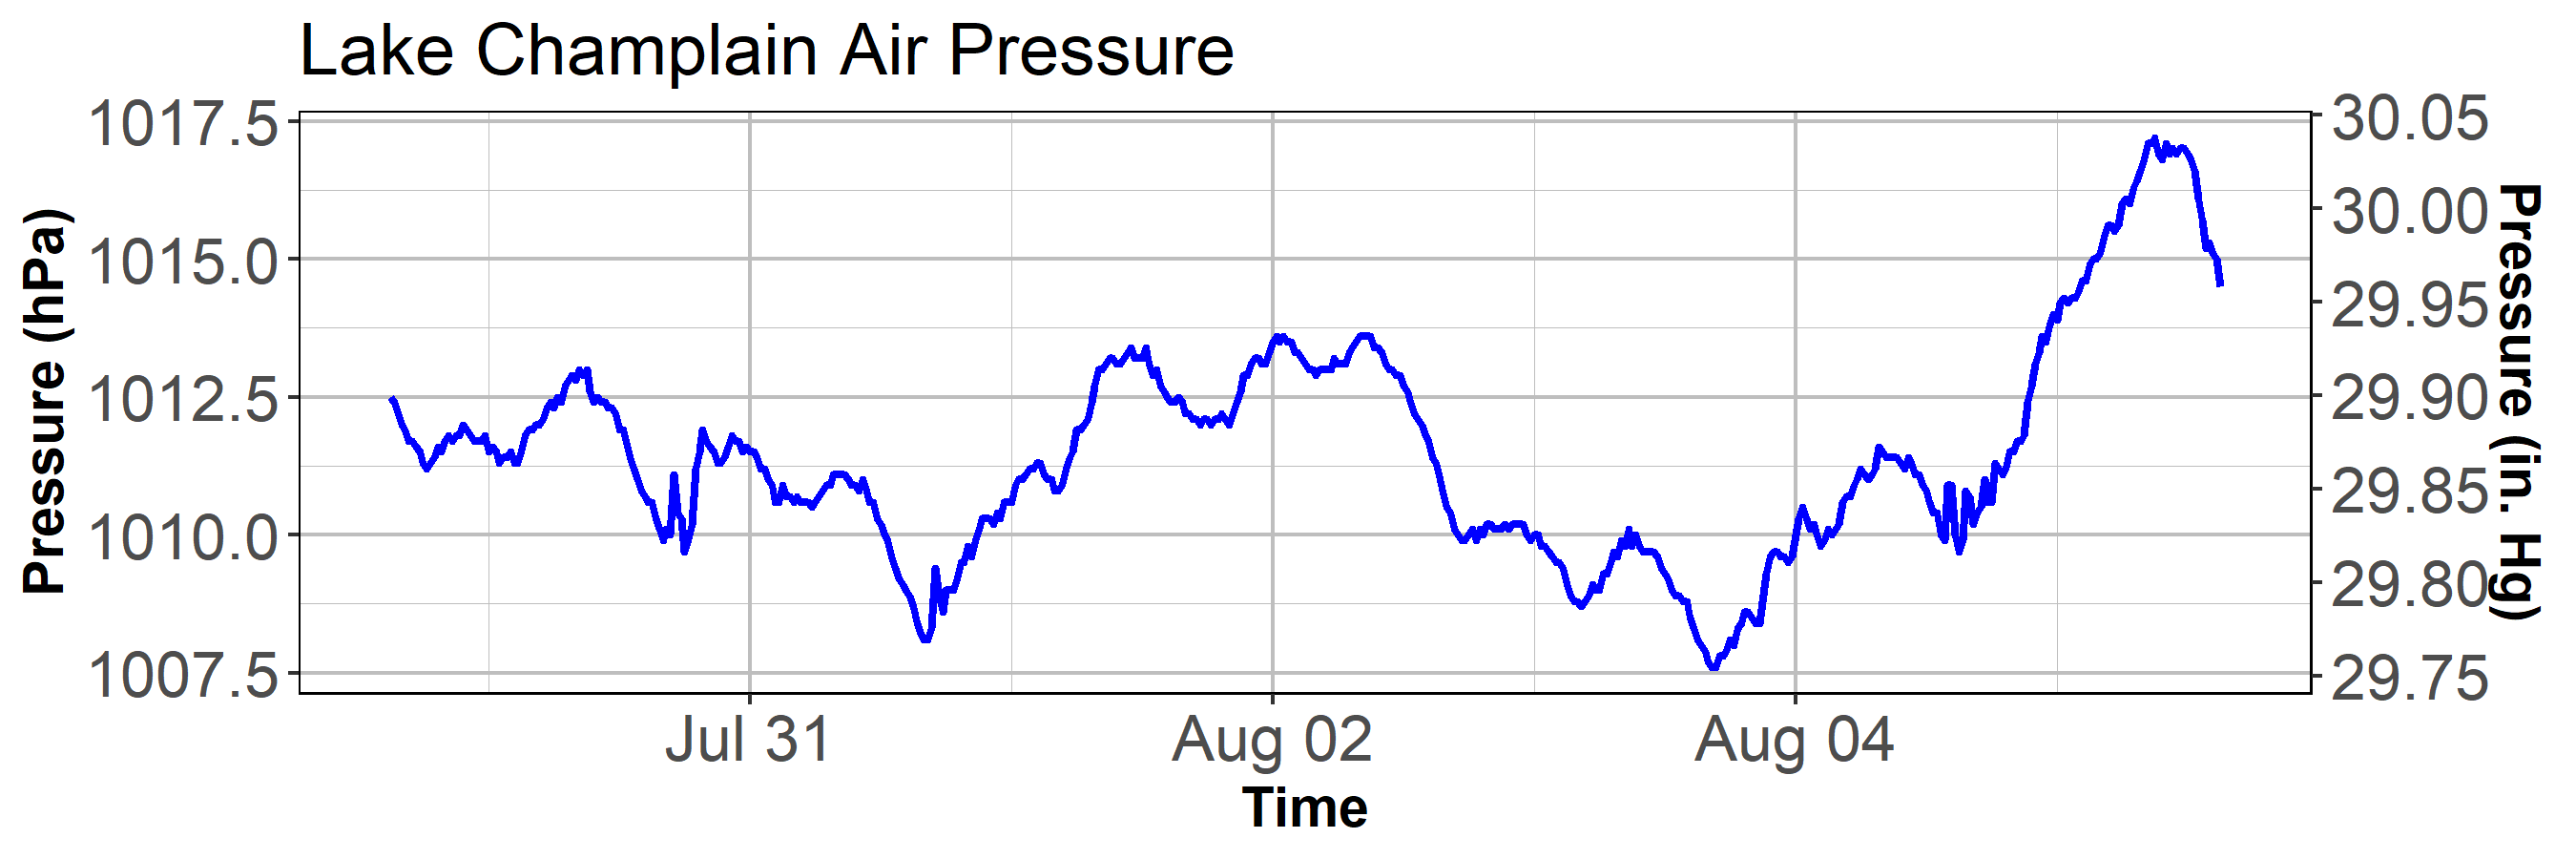 Lake Champlain Air Pressure
1017.5
1015.0
1012.5
1010.0
1007.5
Pressure (hPa)
30.05
30.00
29.95
29.90
29.85
29.80
29.75
Pressure (in. Hg)
Jul 31
Aug 02
Aug 04
Time